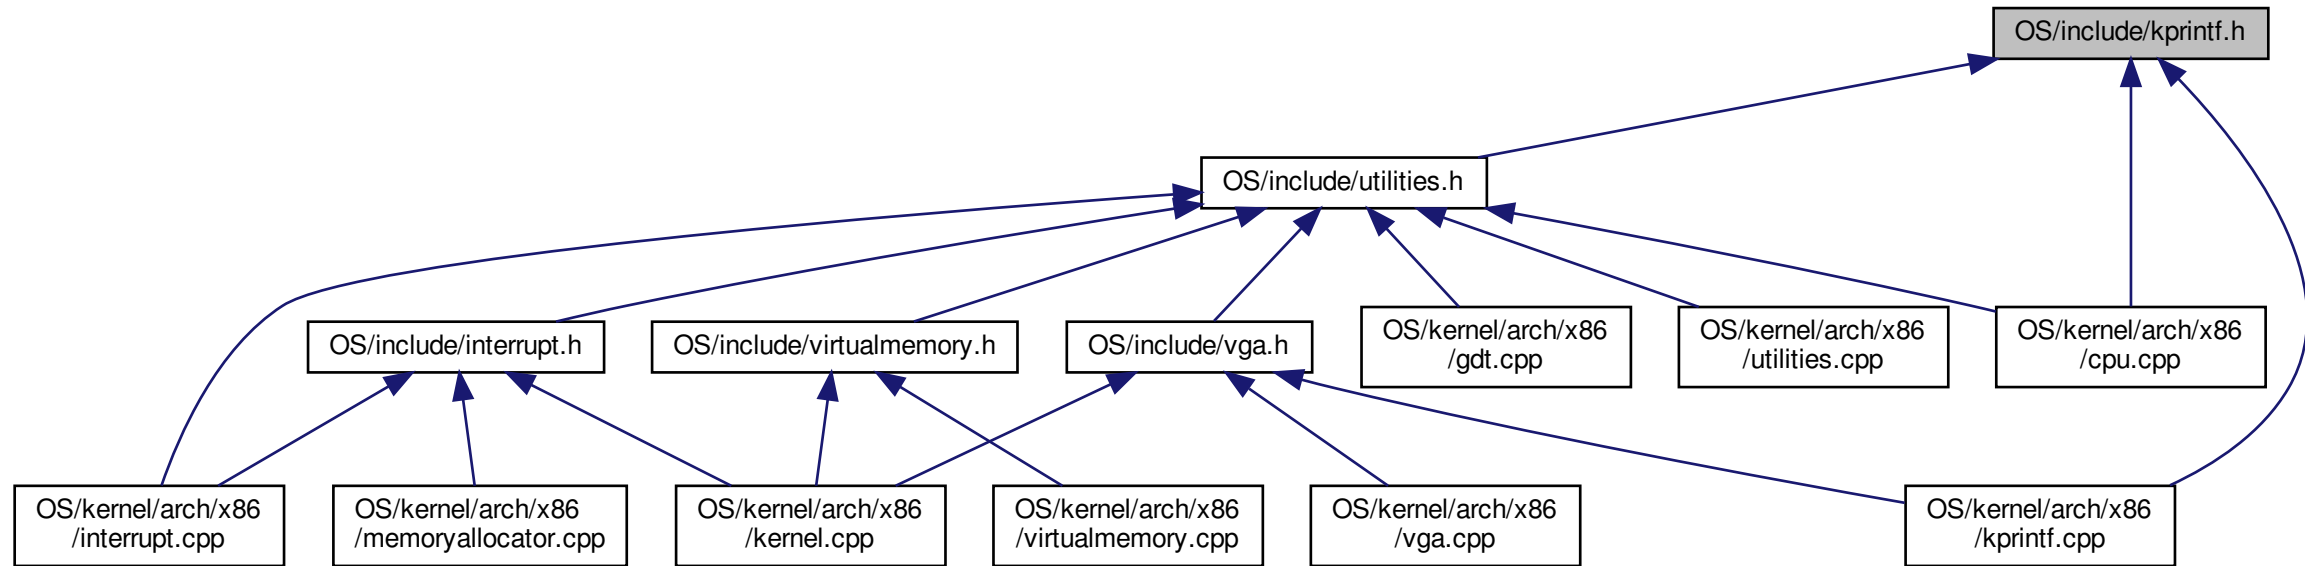 OS/include/kprintf.h
OS/include/utilities.h
OS/include/interrupt.h
OS/include/virtualmemory.h
OS/include/vga.h
OS/kernel/arch/x86
/gdt.cpp
OS/kernel/arch/x86
/utilities.cpp
OS/kernel/arch/x86
/cpu.cpp
OS/kernel/arch/x86
/interrupt.cpp
OS/kernel/arch/x86
/memoryallocator.cpp
OS/kernel/arch/x86
/kernel.cpp
OS/kernel/arch/x86
/virtualmemory.cpp
OS/kernel/arch/x86
/vga.cpp
OS/kernel/arch/x86
/kprintf.cpp